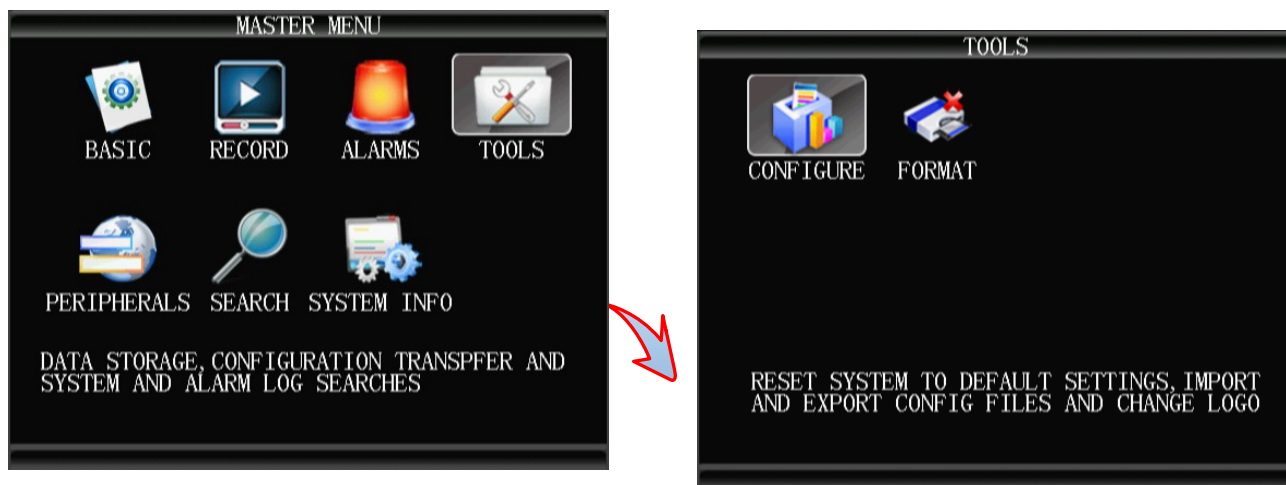 MASTER MENU
BASIC RECORD ALARMS TOOLS
PERIPHERALS SEARCH SYSTEM INFO
DATA STORAGE,CONFIGURATION TRANSPFER AND
SYSTEM AND ALARM LOG SEARCHES
TOOLS
CONFIGURE FORMAT
RESET SYSTEM TO DEFAULT SETTINGS,IMPORT
AND EXPORT CONFIG FILES AND CHANGE LOGO